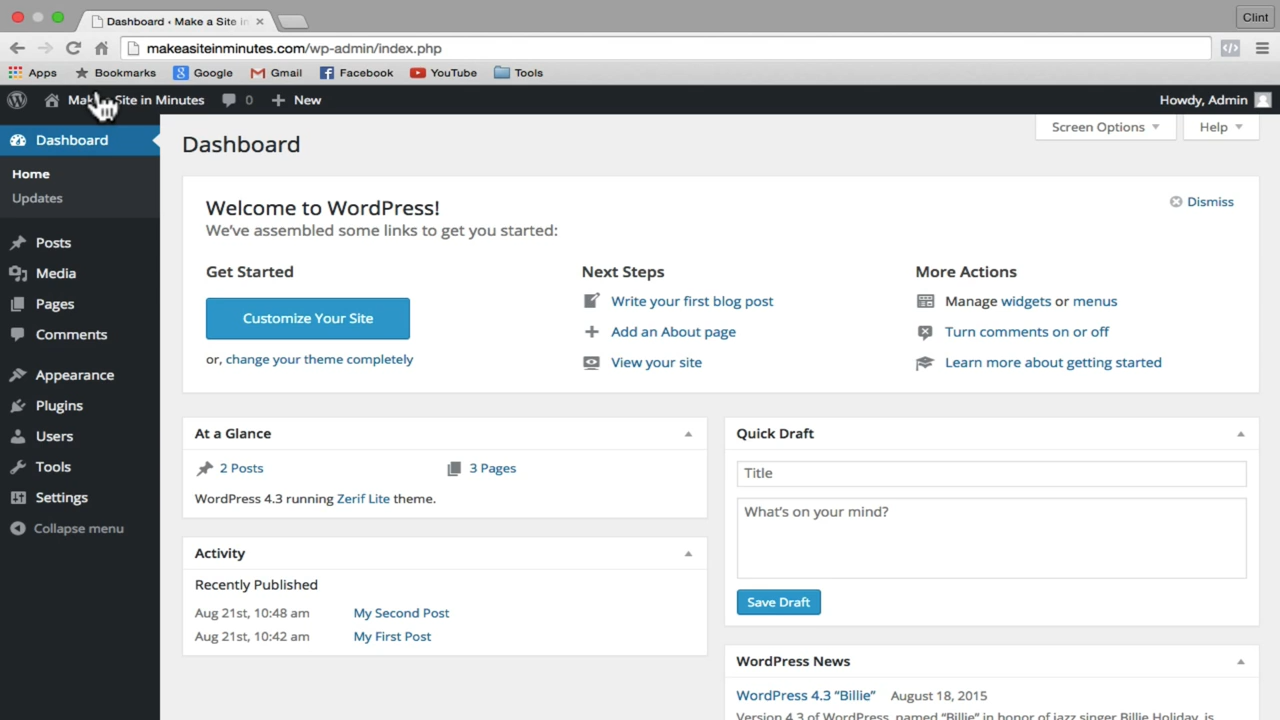 Dashboard ‹ Make a Site in
Clint
makeasiteinminutes.com/wp-admin/index.php
Apps Bookmarks Google Gmail Facebook YouTube Tools
Site in Minutes 0 New Howdy, Admin
Screen Options Help
Dashboard
Home
Updates
Posts
Media
Pages
Comments
Appearance
Plugins
Users
Tools
Settings
Collapse menu
Dashboard
Welcome to WordPress!
We've assembled some links to get you started:
Dismiss
Get Started
Customize Your Site
or, change your theme completely
Next Steps
Write your first blog post
Add an About page
View your site
More Actions
Manage widgets or menus
Turn comments on or off
Learn more about getting started
At a Glance
2 Posts 3 Pages
WordPress 4.3 running Zerif Lite theme.
Activity
Recently Published
Aug 21st, 10:48 am My Second Post
Aug 21st, 10:42 am My First Post
Quick Draft
Title
What's on your mind?
Save Draft
WordPress News
WordPress 4.3 "Billie" August 18, 2015
Version 4.3 of WordPress, named "Billie" in honor of jazz singer Billie Holiday, is